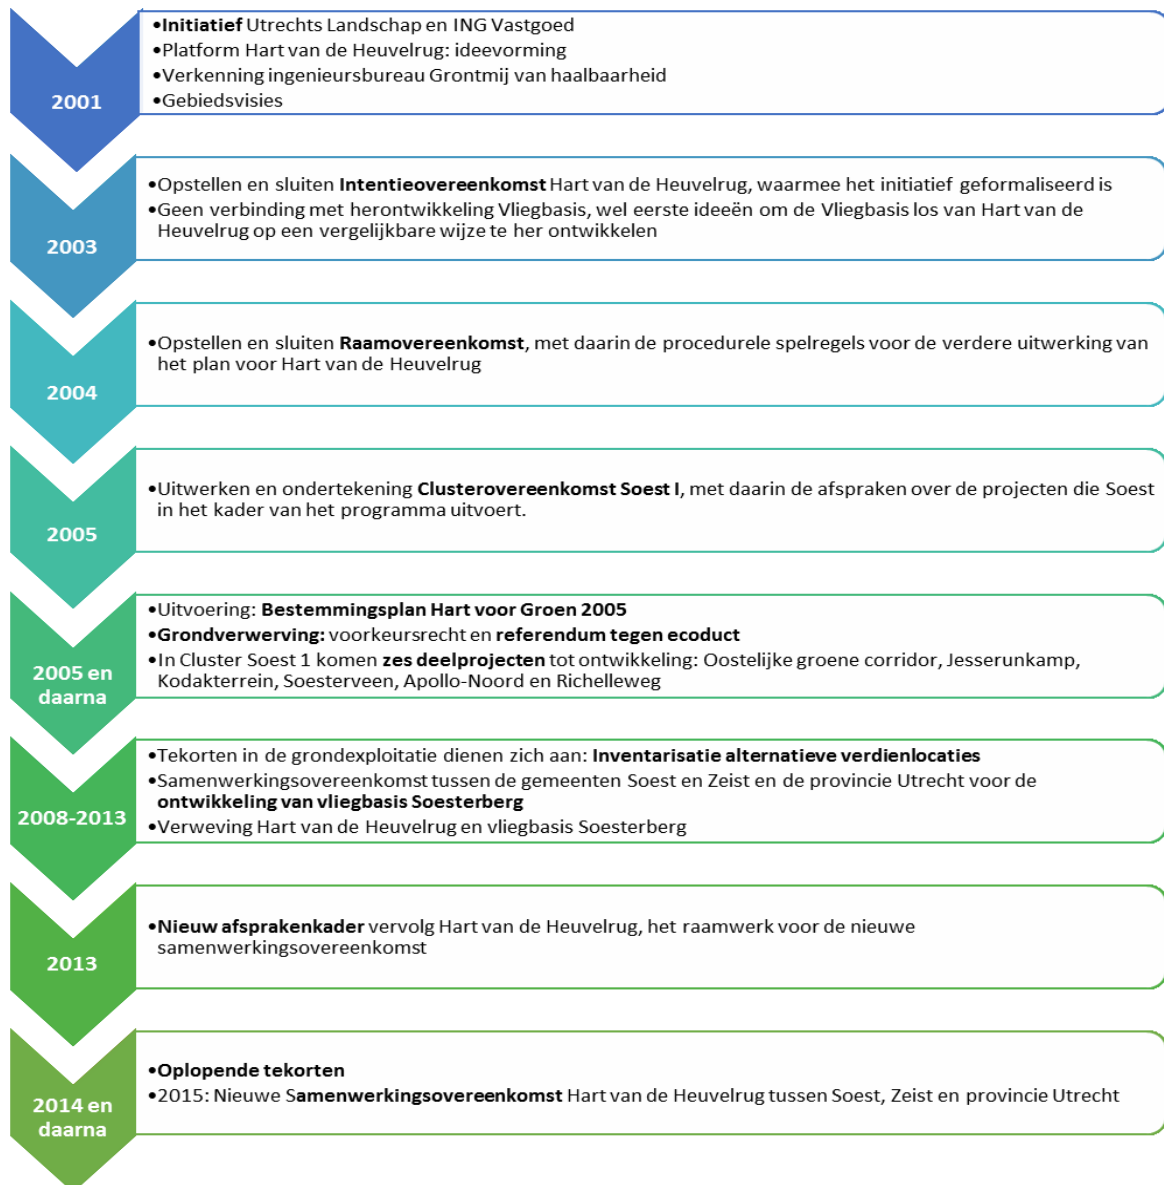 2001
•Initiatief Utrechts Landschap en ING Vastgoed
•Platform Hart van de Heuvelrug: ideevorming
•Verkenning ingenieursbureau Grontmij van haalbaarheid
•Gebiedsvisies
2003
•Opstellen en sluiten Intentieovereenkomst Hart van de Heuvelrug, waarmee het initiatief geformaliseerd is
•Geen verbinding met herontwikkeling Vliegbasis, wel eerste ideeën om de Vliegbasis los van Hart van de
Heuvelrug op een vergelijkbare wijze te her ontwikkelen
2004
•Opstellen en sluiten Raamovereenkomst, met daarin de procedurele spelregels voor de verdere uitwerking van
het plan voor Hart van de Heuvelrug
2005
•Uitwerken en ondertekening Clusterovereenkomst Soest I, met daarin de afspraken over de projecten die Soest
in het kader van het programma uitvoert.
2005 en
daarna
•Uitvoering: Bestemmingsplan Hart voor Groen 2005
•Grondverwerving: voorkeursrecht en referendum tegen ecoduct
•In Cluster Soest 1 komen zes deelprojecten tot ontwikkeling: Oostelijke groene corridor, Jesserunkamp,
Kodakterrein, Soesterveen, Apollo-Noord en Richelleweg
2008-2013
•Tekorten in de grondexploitatie dienen zich aan: Inventarisatie alternatieve verdienlocaties
•Samenwerkingsovereenkomst tussen de gemeenten Soest en Zeist en de provincie Utrecht voor de
ontwikkeling van vliegbasis Soesterberg
•Verweving Hart van de Heuvelrug en vliegbasis Soesterberg
2013
•Nieuw afsprakenkader vervolg Hart van de Heuvelrug, het raamwerk voor de nieuwe
samenwerkingsovereenkomst
2014 en
daarna
•Oplopende tekorten
•2015: Nieuwe Samenwerkingsovereenkomst Hart van de Heuvelrug tussen Soest, Zeist en provincie Utrecht